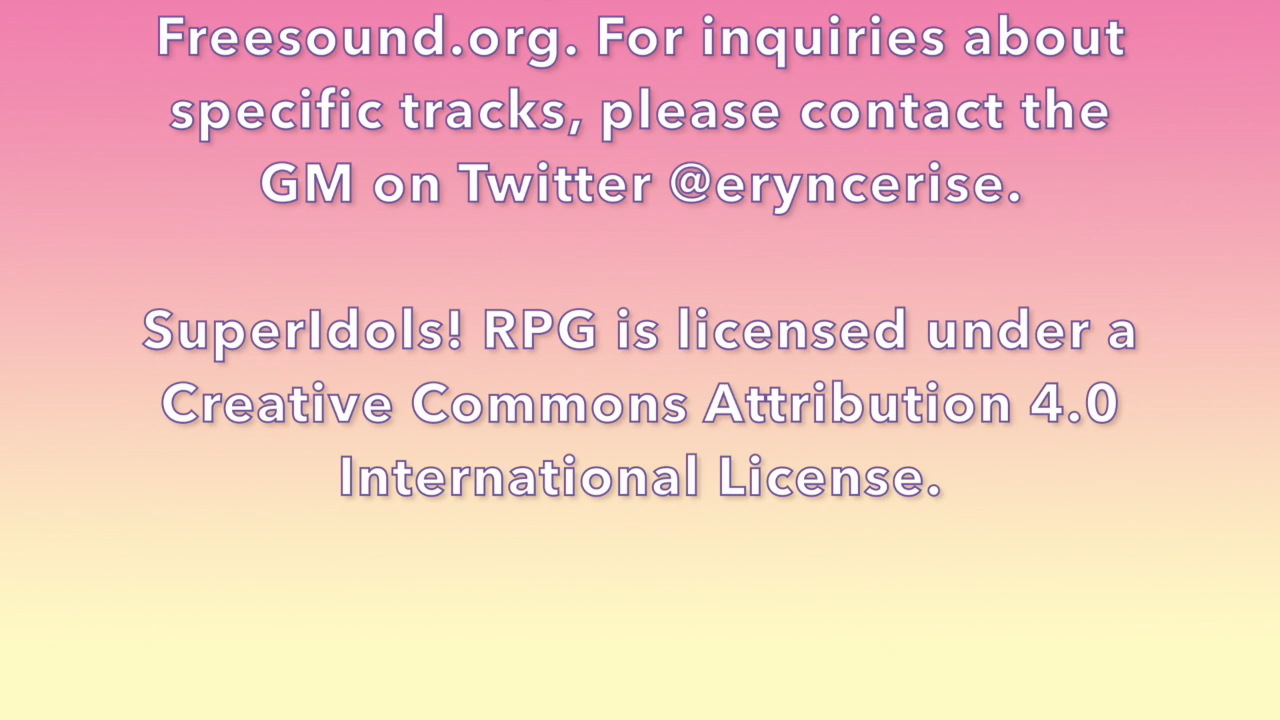 Freesound.org. For inquiries about
specific tracks, please contact the
GM on Twitter @eryncerise.
SuperIdols! RPG is licensed under a
Creative Commons Attribution 4.0
International License.